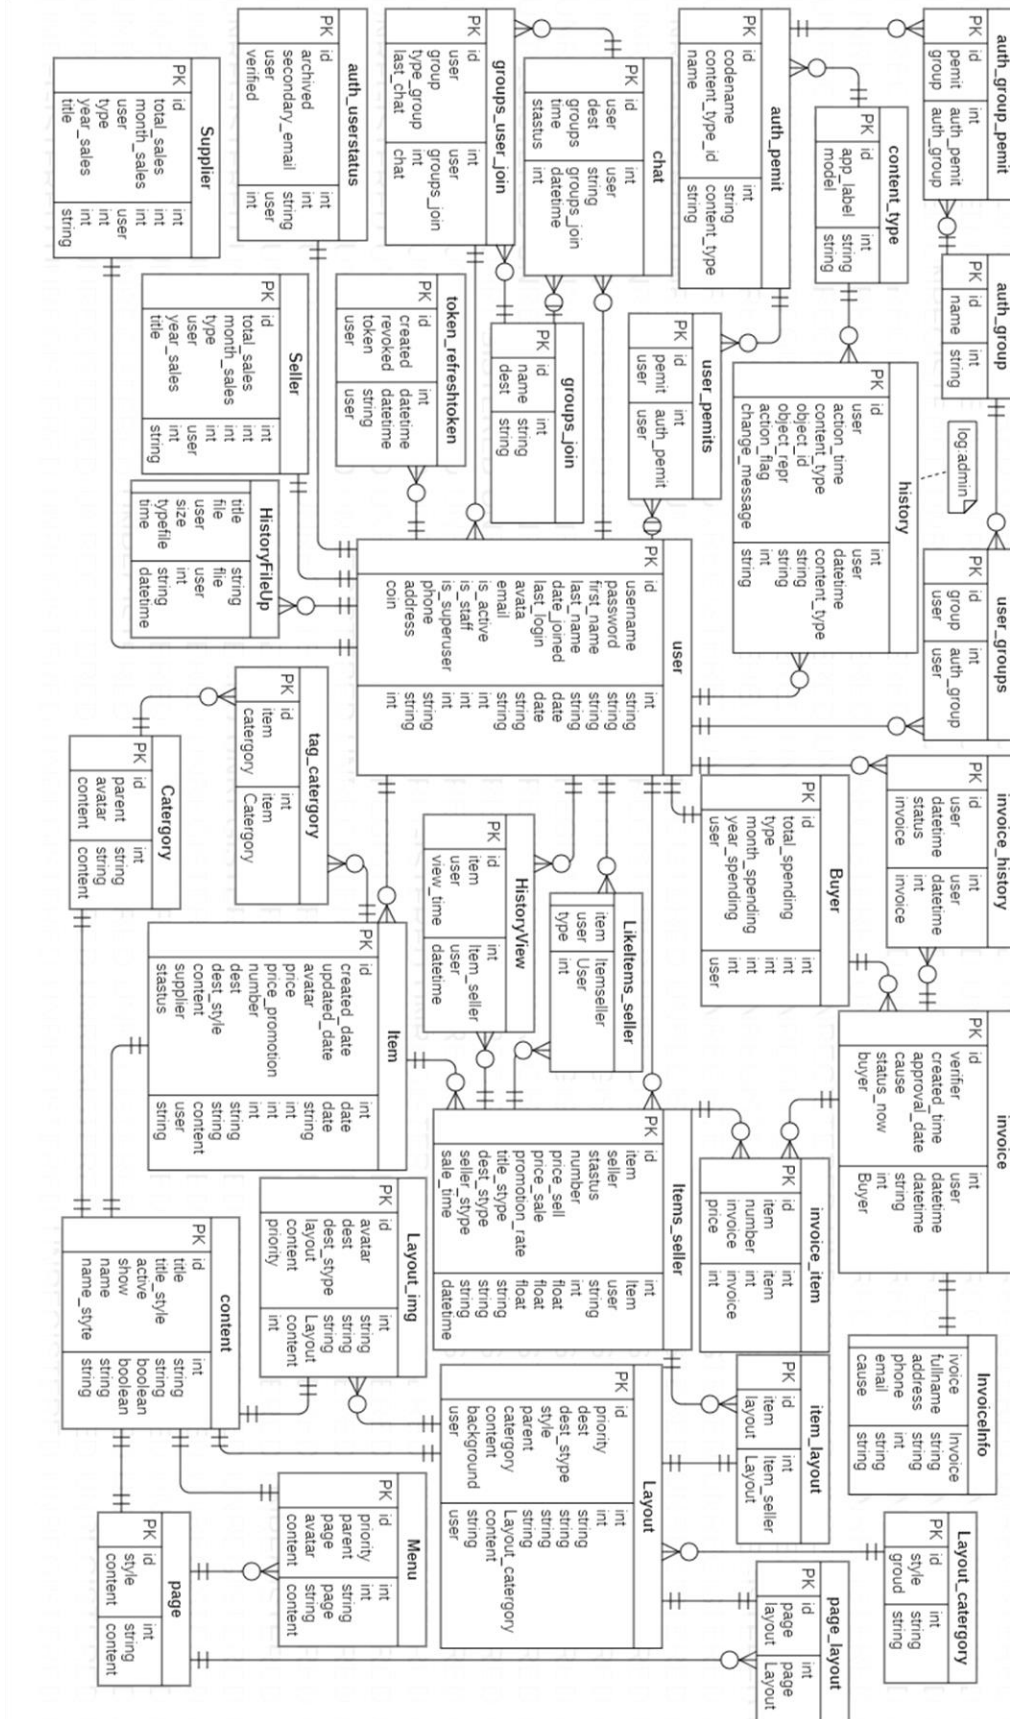 auth_group_pemit
PK id int
pemit auth_pemit
group auth_group
auth_group
PK id int
name string
user_groups
PK id int
group auth_group
user user
invoice_history
PK id int
user user
datetime datetime
status int
invoice invoice
invoice
PK id int
verifier user
created_time datetime
approval_date datetime
cause string
status_now int
buyer Buyer
InvoiceInfo
ivoice Invoice
fullname string
address string
phone int
email string
cause string
Layout_catergory
PK id int
style string
groud string
content_type
PK id int
app_label string
model string
log:admin
history
PK id int
user user
action_time datetime
content_type content_type
object_id string
object_repr string
action_flag int
change_message string
auth_pemit
PK id int
codename string
content_type_id content_type
name string
user_pemits
PK id int
pemit auth_pemit
user user
Buyer
PK id int
total_spending int
type int
month_spending int
year_spending int
user user
invoice_item
PK id int
item item
number int
invoice invoice
price int
item_layout
PK id int
item Item_seller
layout Layout
page_layout
PK id int
page page
layout Layout
chat
PK id int
user user
dest string
groups groups_join
time datetime
stastus int
groups_join
PK id int
name string
dest string
user
PK id int
username string
password string
first_name string
last_name string
date_joined date
last_login date
avata string
email string
is_active int
is_staff int
is_superuser int
phone string
address string
coin int
LikeItems_seller
item Itemseller
user User
type int
Items_seller
PK id int
item Item
seller user
stastus string
number int
price_sell float
price_sale float
promotion_rate float
title_stype string
dest_stype string
seller_stype string
sale_time datetime
Layout
PK id int
priority int
dest string
dest_stype string
style string
parent string
catergory Layout_catergory
content content
background string
user user
groups_user_join
PK id int
user user
group groups_join
type_group int
last_chat chat
token_refreshtoken
PK id int
created datetime
revoked datetime
token string
user user
HistoryView
PK id int
item Item_seller
user user
view_time datetime
auth_userstatus
PK id int
archived int
secondary_email string
user user
verified int
Seller
PK id int
total_sales int
month_sales int
type int
user user
year_sales int
title string
HistoryFileUp
title string
file flie
user user
size int
typefile string
time datetime
tag_catergory
PK id int
item item
catergory Catergory
Item
PK id int
created_date date
updated_date date
avatar string
price int
price_promotion int
number int
dest string
dest_style string
content content
supplier user
stastus string
Layout_img
PK id int
avatar string
dest string
dest_stype string
layout Layout
content content
priority int
Menu
PK id int
priority int
parent string
page page
avatar string
content content
Supplier
PK id int
total_sales int
month_sales int
user user
type int
year_sales int
title string
Catergory
PK id int
parent string
avatar string
content content
content
PK id int
title string
title_style string
active boolean
show boolean
name string
name_style string
page
PK id int
style string
content content